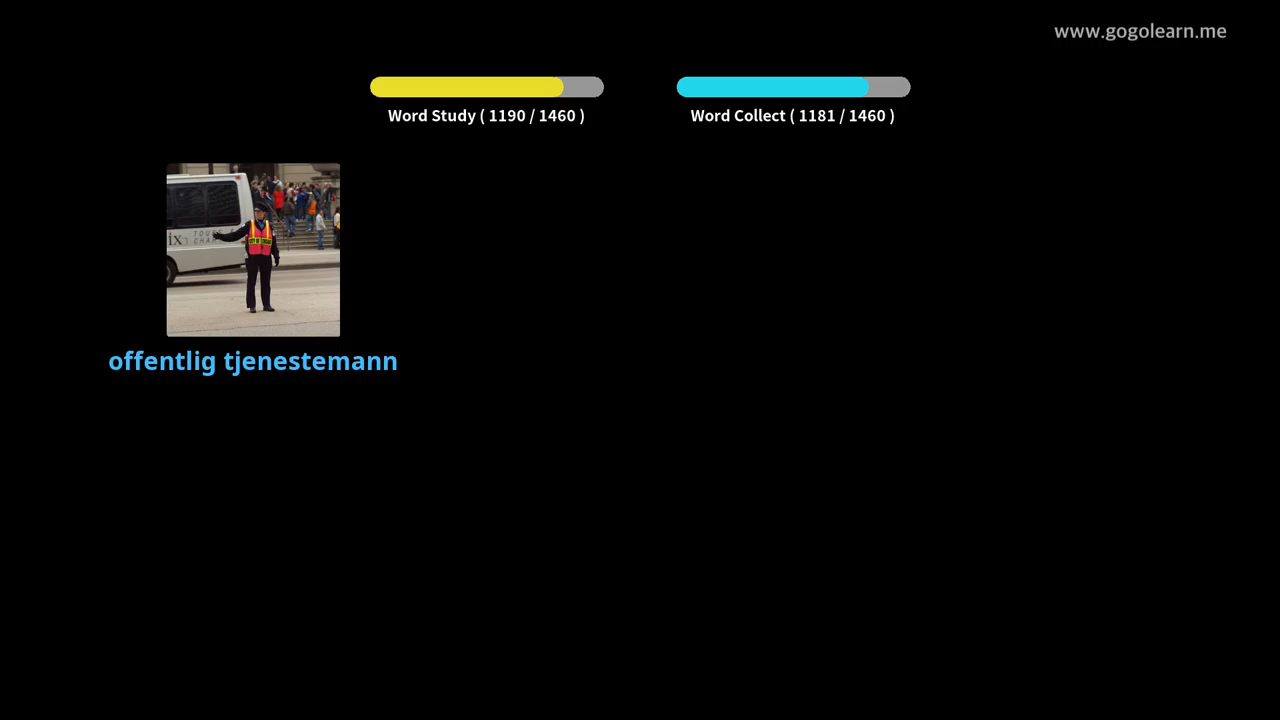 www.gogolearn.me
Word Study ( 1190 / 1460 )
Word Collect ( 1181 / 1460 )
offentlig tjenestemann